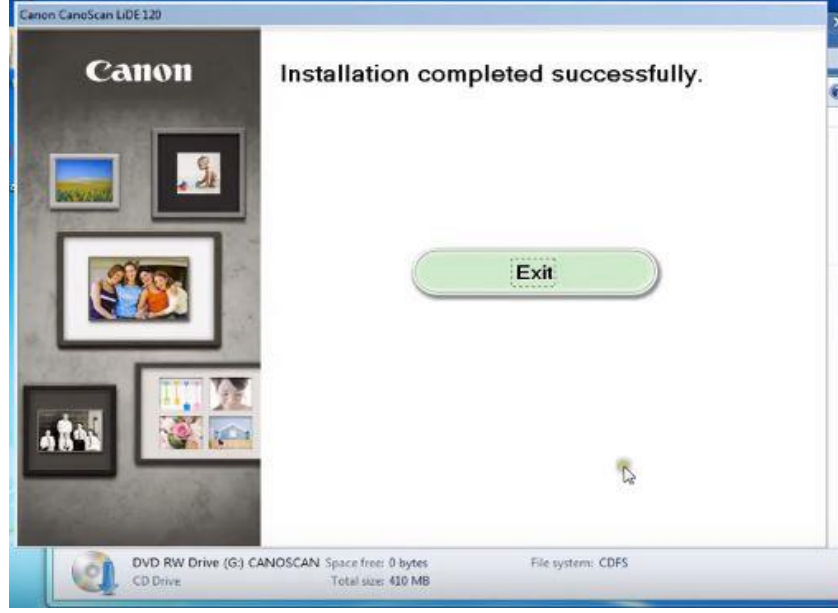 Canon CanoScan LiDE 120
Canon
Installation completed successfully.
Exit
DVD RW Drive (G:) CANOSCAN Space free: 0 bytes File system: CDFS
CD Drive Total size: 410 MB